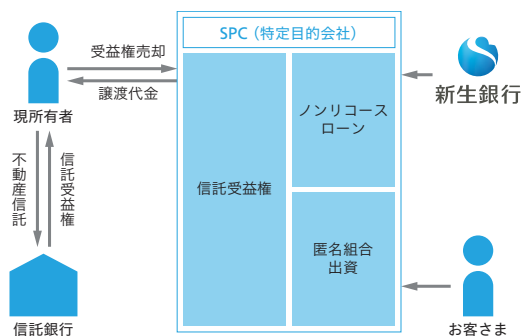 SPC（特定目的会社）
受益権売却
譲渡代金
現所有者
不動産信託
信託受益権
信託銀行
信託受益権
ノンリコース
ローン
匿名組合
出資
新生銀行
お客さま